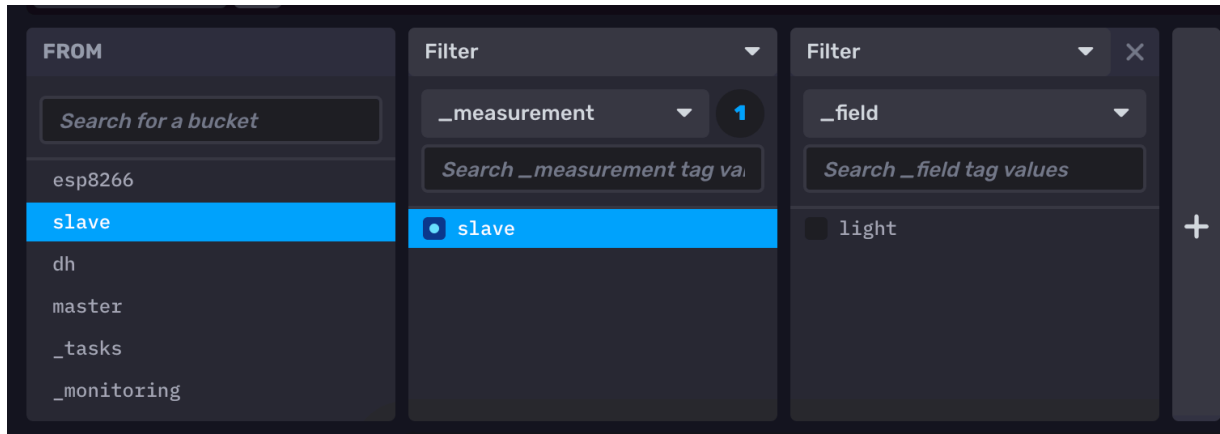 FROM
Search for a bucket
esp8266
slave
dh
master
_tasks
_monitoring
Filter
_measurement
1
Search _measurement tag va
slave
Filter
_field
Search _field tag values
light